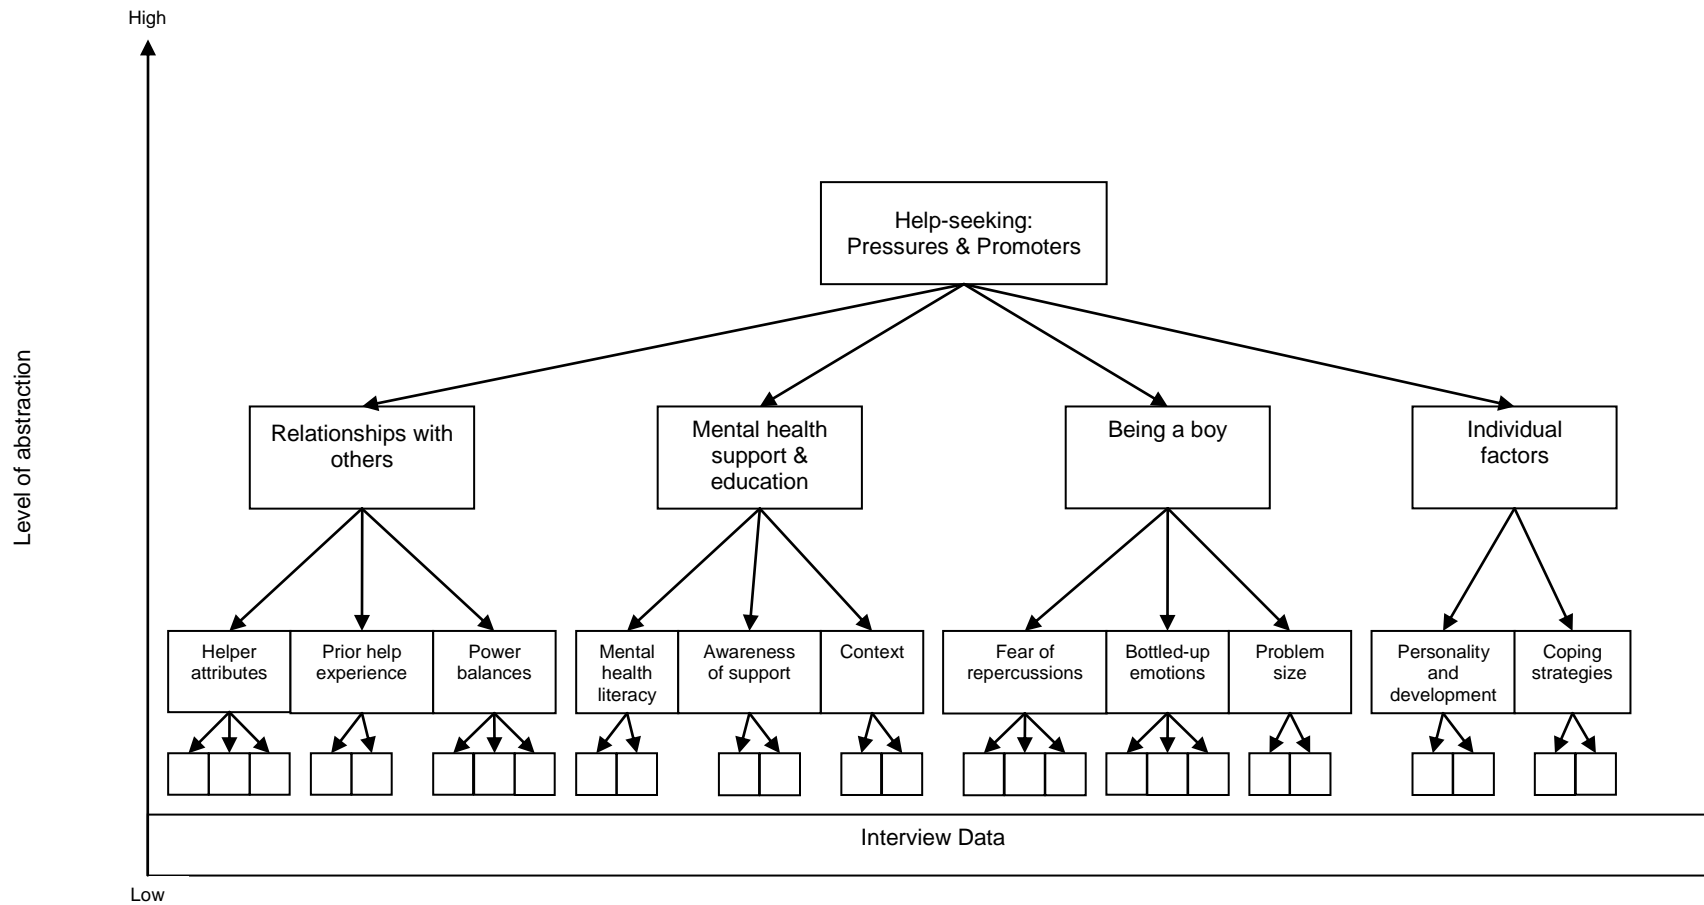 High
Help-seeking:
Pressures & Promoters
Level of abstraction
Relationships with
others
Mental health
support &
education
Being a boy
Individual
factors
Helper
attributes
Prior help
experience
Power
balances
Mental
health
literacy
Awareness
of support
Context
Fear of
repercussions
Bottled-up
emotions
Problem
size
Personality
and
development
Coping
strategies
Interview Data
Low